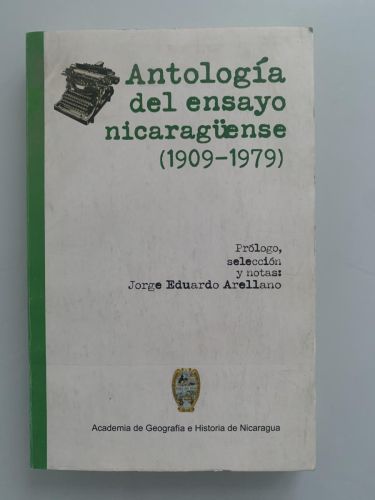 Antología
del ensayo
nicaragüense
(1909-1979)
Prólogo,
selección
y notas:
Jorge Eduardo Arellano
Academia de Geografía e Historia de Nicaragua